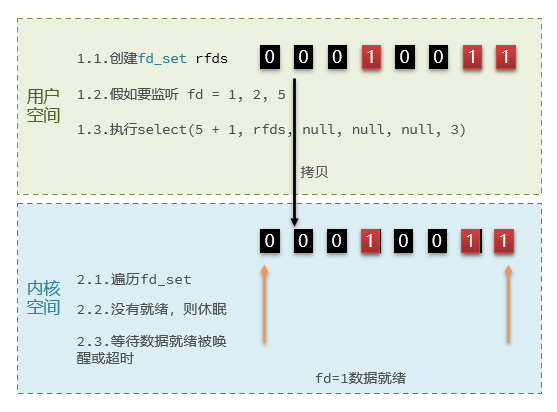 用户空间
1.1.创建fd_set rfds
0 0 0 1 0 0 1 1
1.2.假如要监听 fd = 1, 2, 5
1.3.执行select(5 + 1, rfds, null, null, null, 3)
拷贝
内核空间
0 0 0 1 0 0 1 1
2.1.遍历fd_set
2.2.没有就绪，则休眠
2.3.等待数据就绪被唤
醒或超时
fd=1数据就绪